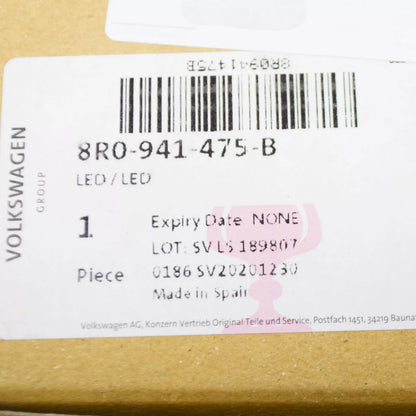 8R0941475B
VOLKSWAGEN
GROUP
8R0-941-475-B
LED / LED
1
Expiry Date NONE
LOT: SV LS 189807
Piece
0186 SV20201230
Made in Spain
Volkswagen AG, Konzern Vertrieb Original Teile und Service, Postfach 1451, 34219